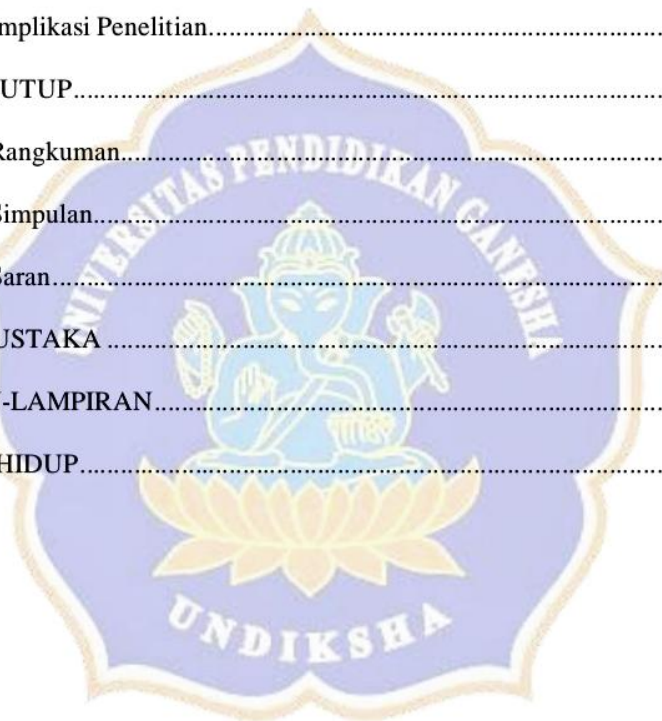 mplikasi Penelitian.......................................................................
UTUP.............................................................................................
Rangkuman.....................................................................................
Simpulan.........................................................................................
Saran...............................................................................................
USTAKA .......................................................................................
-LAMPIRAN................................................................................
HIDUP............................................................................................
UNIVERSITAS PENDIDIKAN GANESHA
UNDIKSHA